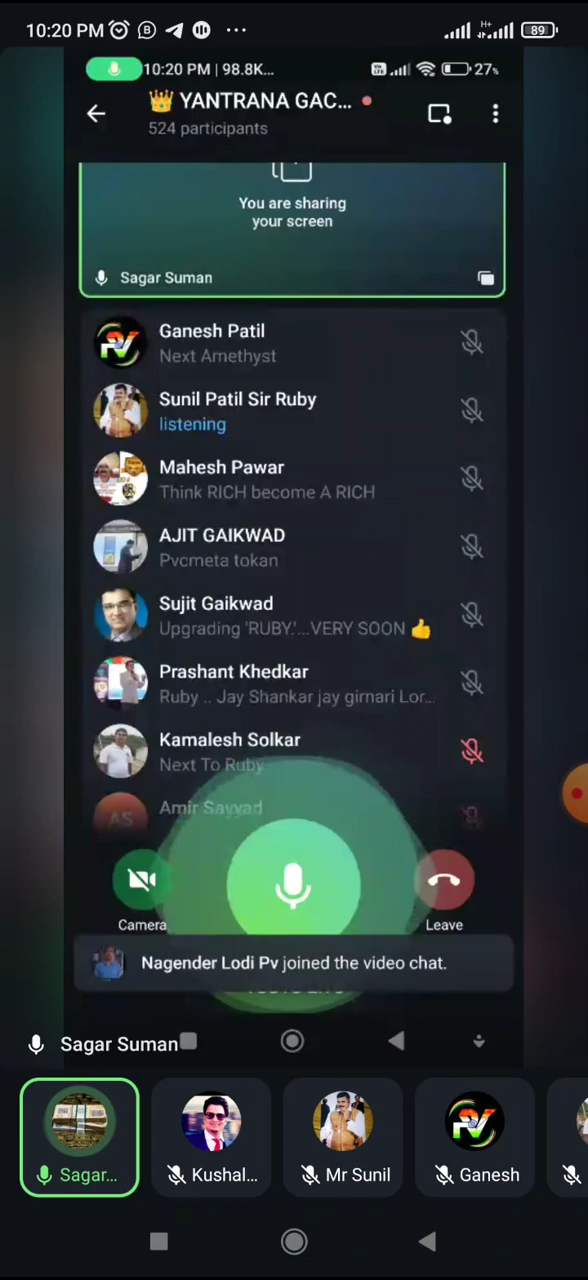 10:20 PM
89
10:20 PM | 98.8K...
27%
👑 YANTRANA GAC...
524 participants
You are sharing
your screen
Sagar Suman
Ganesh Patil
Next Amethyst
Sunil Patil Sir Ruby
listening
Mahesh Pawar
Think RICH become A RICH
AJIT GAIKWAD
Pvcmeta tokan
Sujit Gaikwad
Upgrading 'RUBY.'...VERY SOON 👍
Prashant Khedkar
Ruby .. Jay Shankar jay girnari Lor...
Kamalesh Solkar
Next To Ruby
AS
Amir Sayyad
Camera
Leave
Nagender Lodi Pv joined the video chat.
Sagar Suman
Sagar...
Kushal...
Mr Sunil
Ganesh